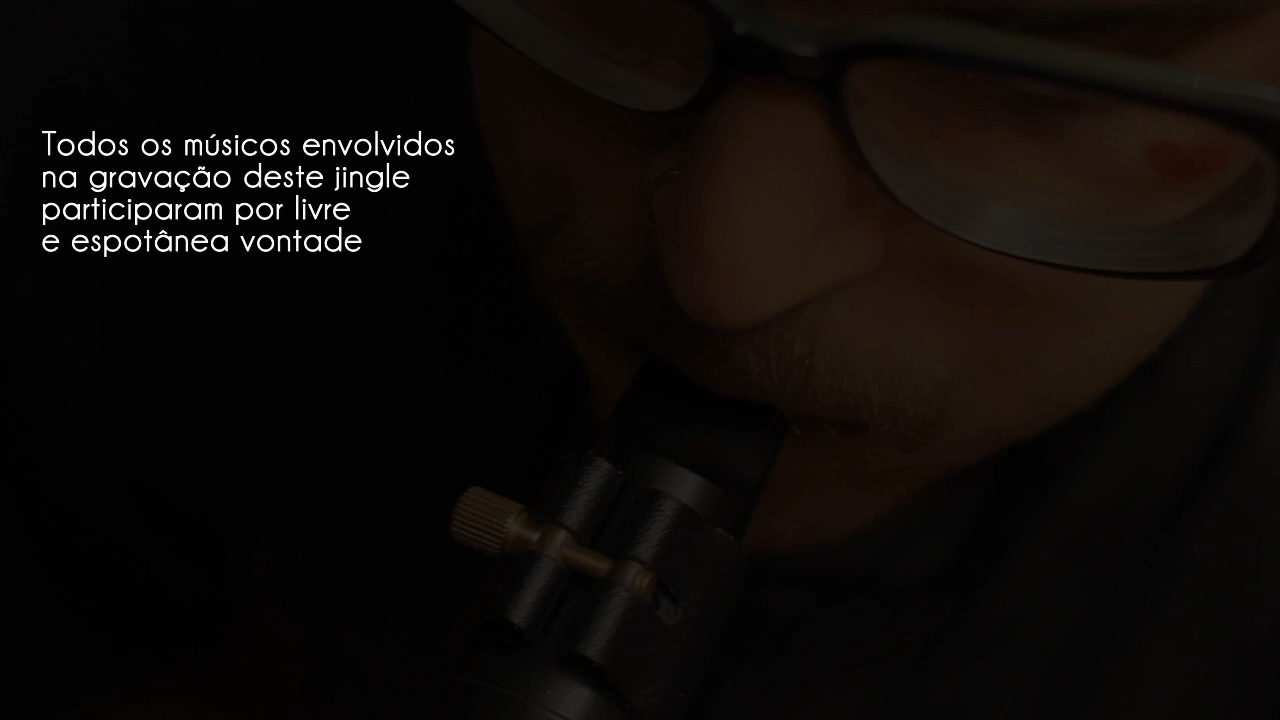 Todos os músicos envolvidos
na gravação deste jingle
participaram por livre
e espotânea vontade